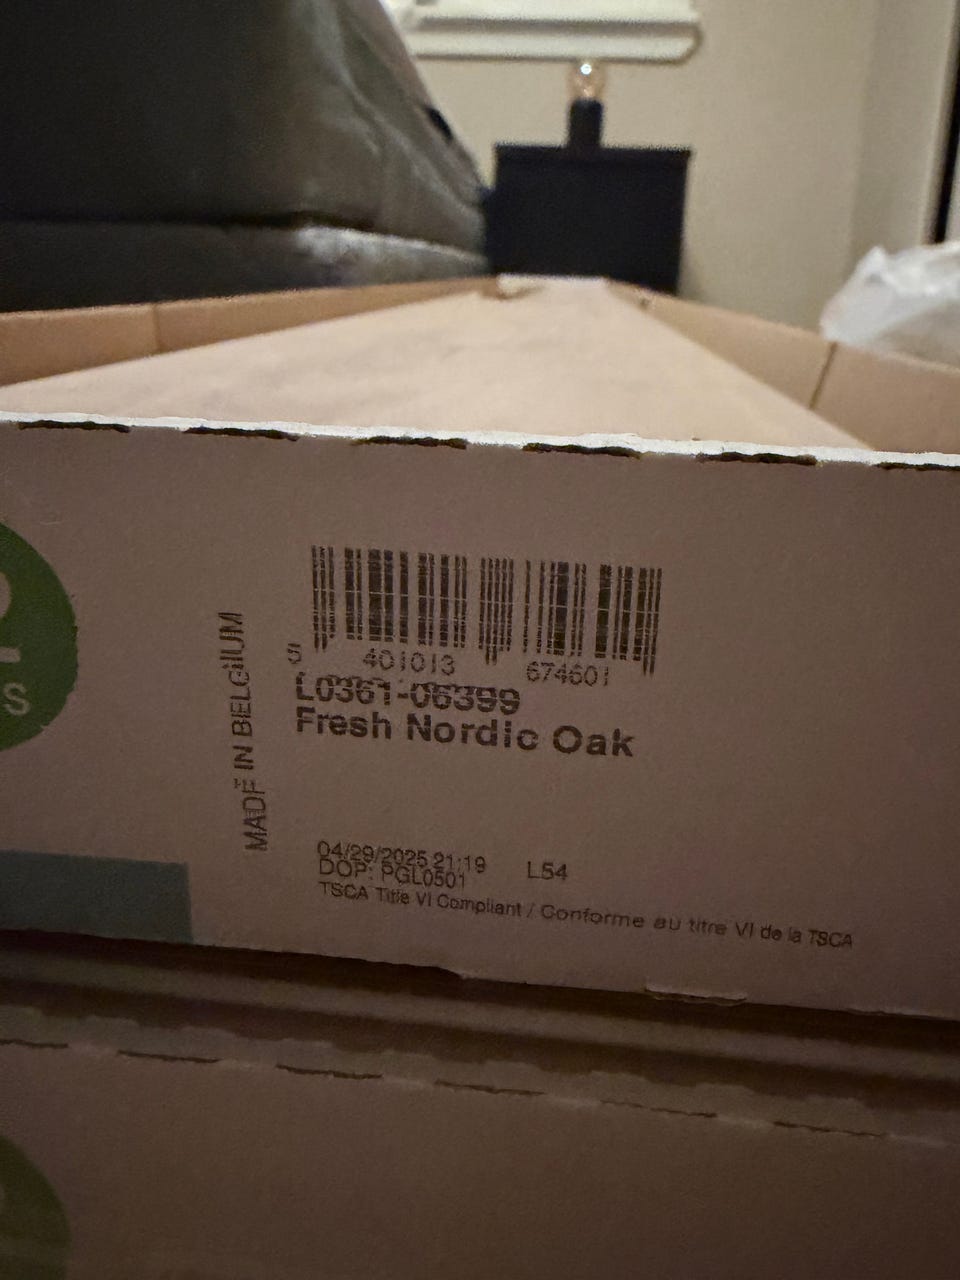 S
MADE IN BELGIUM
5 401013 674601
L0361-06399
Fresh Nordic Oak
04/29/2025 21:19 L54
DOP: PGL0501
TSCA Title VI Compliant / Conforme au titre VI de la TSCA